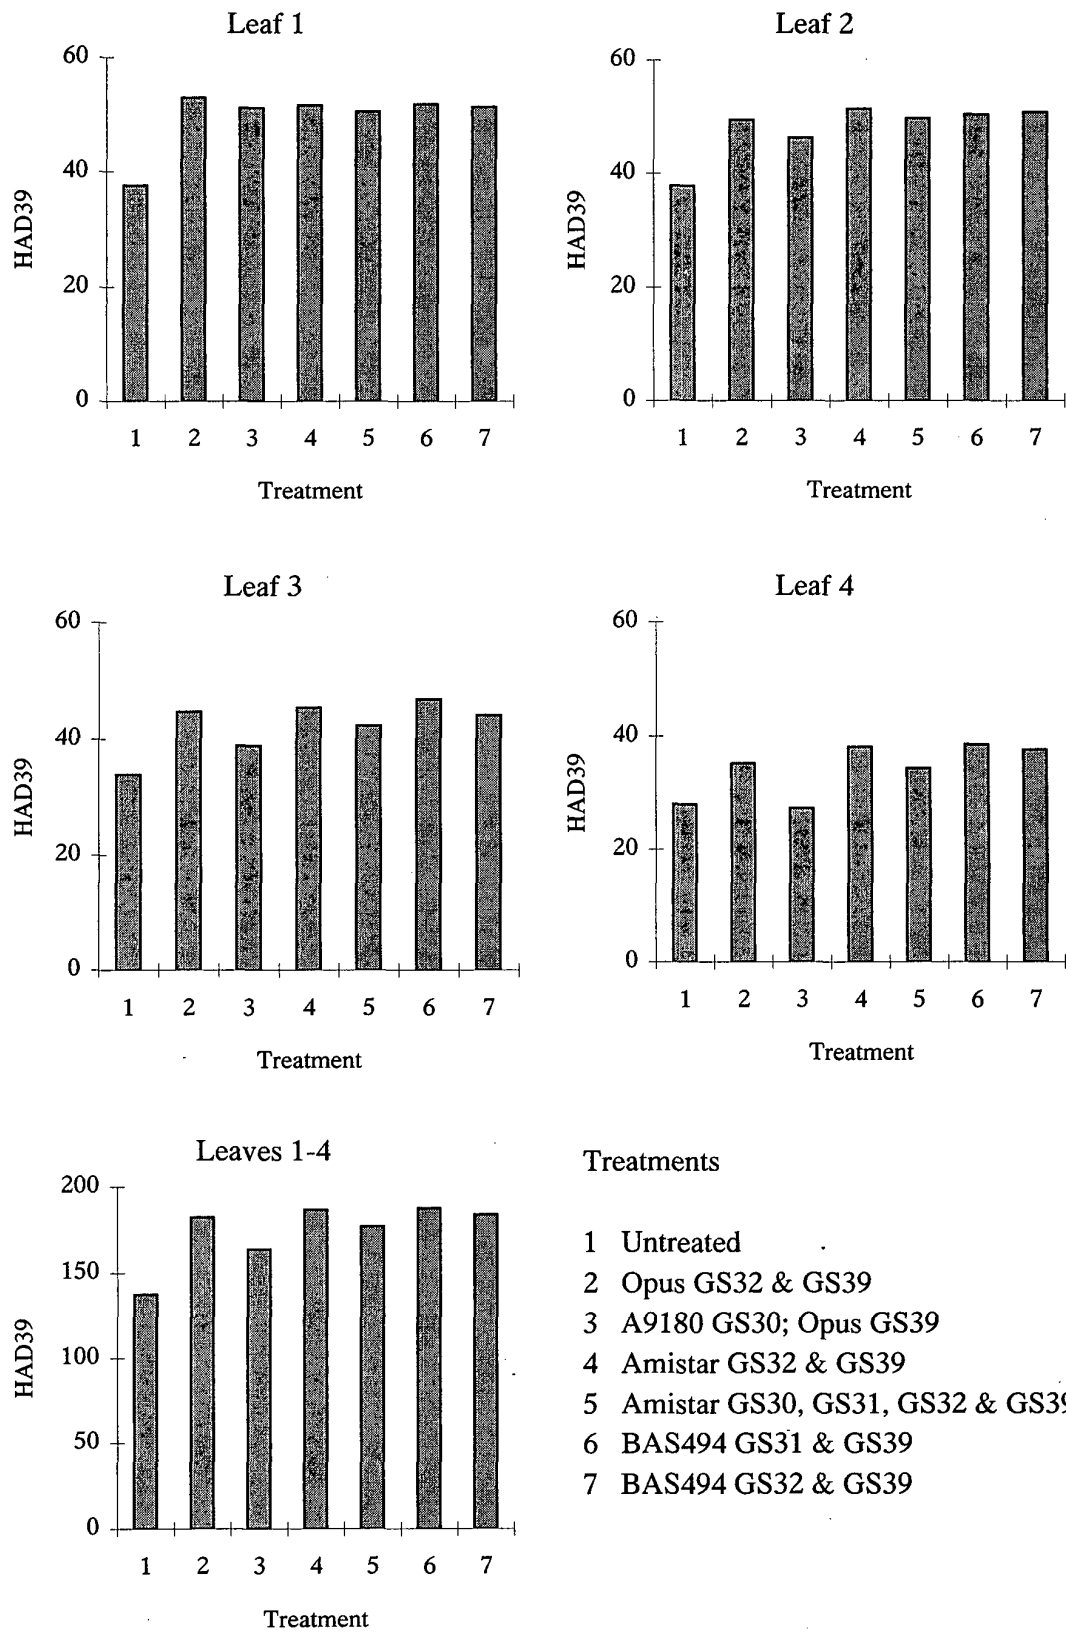 Leaf 1
60
40
20
0
HAD39
1 2 3 4 5 6 7
Treatment
Leaf 2
60
40
20
0
HAD39
1 2 3 4 5 6 7
Treatment
Leaf 3
60
40
20
0
HAD39
1 2 3 4 5 6 7
Treatment
Leaf 4
60
40
20
0
HAD39
1 2 3 4 5 6 7
Treatment
Leaves 1-4
200
150
100
50
0
HAD39
1 2 3 4 5 6 7
Treatment
Treatments
1 Untreated
2 Opus GS32 & GS39
3 A9180 GS30; Opus GS39
4 Amistar GS32 & GS39
5 Amistar GS30, GS31, GS32 & GS39
6 BAS494 GS31 & GS39
7 BAS494 GS32 & GS39